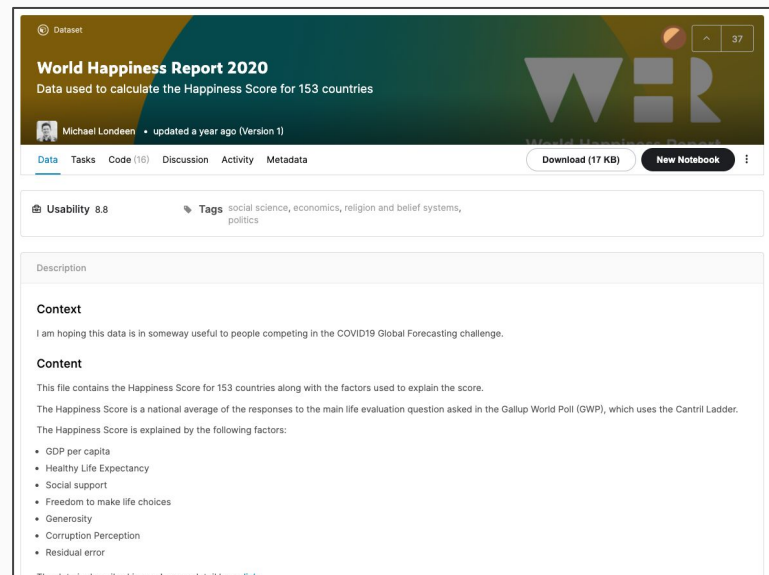 Dataset
37
World Happiness Report 2020
Data used to calculate the Happiness Score for 153 countries
Michael Londeen • updated a year ago (Version 1)
World Happiness Report
Data Tasks Code (16) Discussion Activity Metadata Download (17 KB) New Notebook
Usability 8.8 Tags social science, economics, religion and belief systems,
politics
Description
Context
I am hoping this data is in someway useful to people competing in the COVID19 Global Forecasting challenge.
Content
This file contains the Happiness Score for 153 countries along with the factors used to explain the score.
The Happiness Score is a national average of the responses to the main life evaluation question asked in the Gallup World Poll (GWP), which uses the Cantril Ladder.
The Happiness Score is explained by the following factors:
• GDP per capita
• Healthy Life Expectancy
• Social support
• Freedom to make life choices
• Generosity
• Corruption Perception
• Residual error